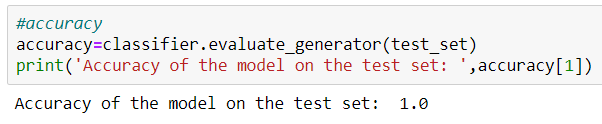 #accuracy
accuracy=classifier.evaluate_generator(test_set)
print('Accuracy of the model on the test set: ',accuracy[1])
Accuracy of the model on the test set:  1.0